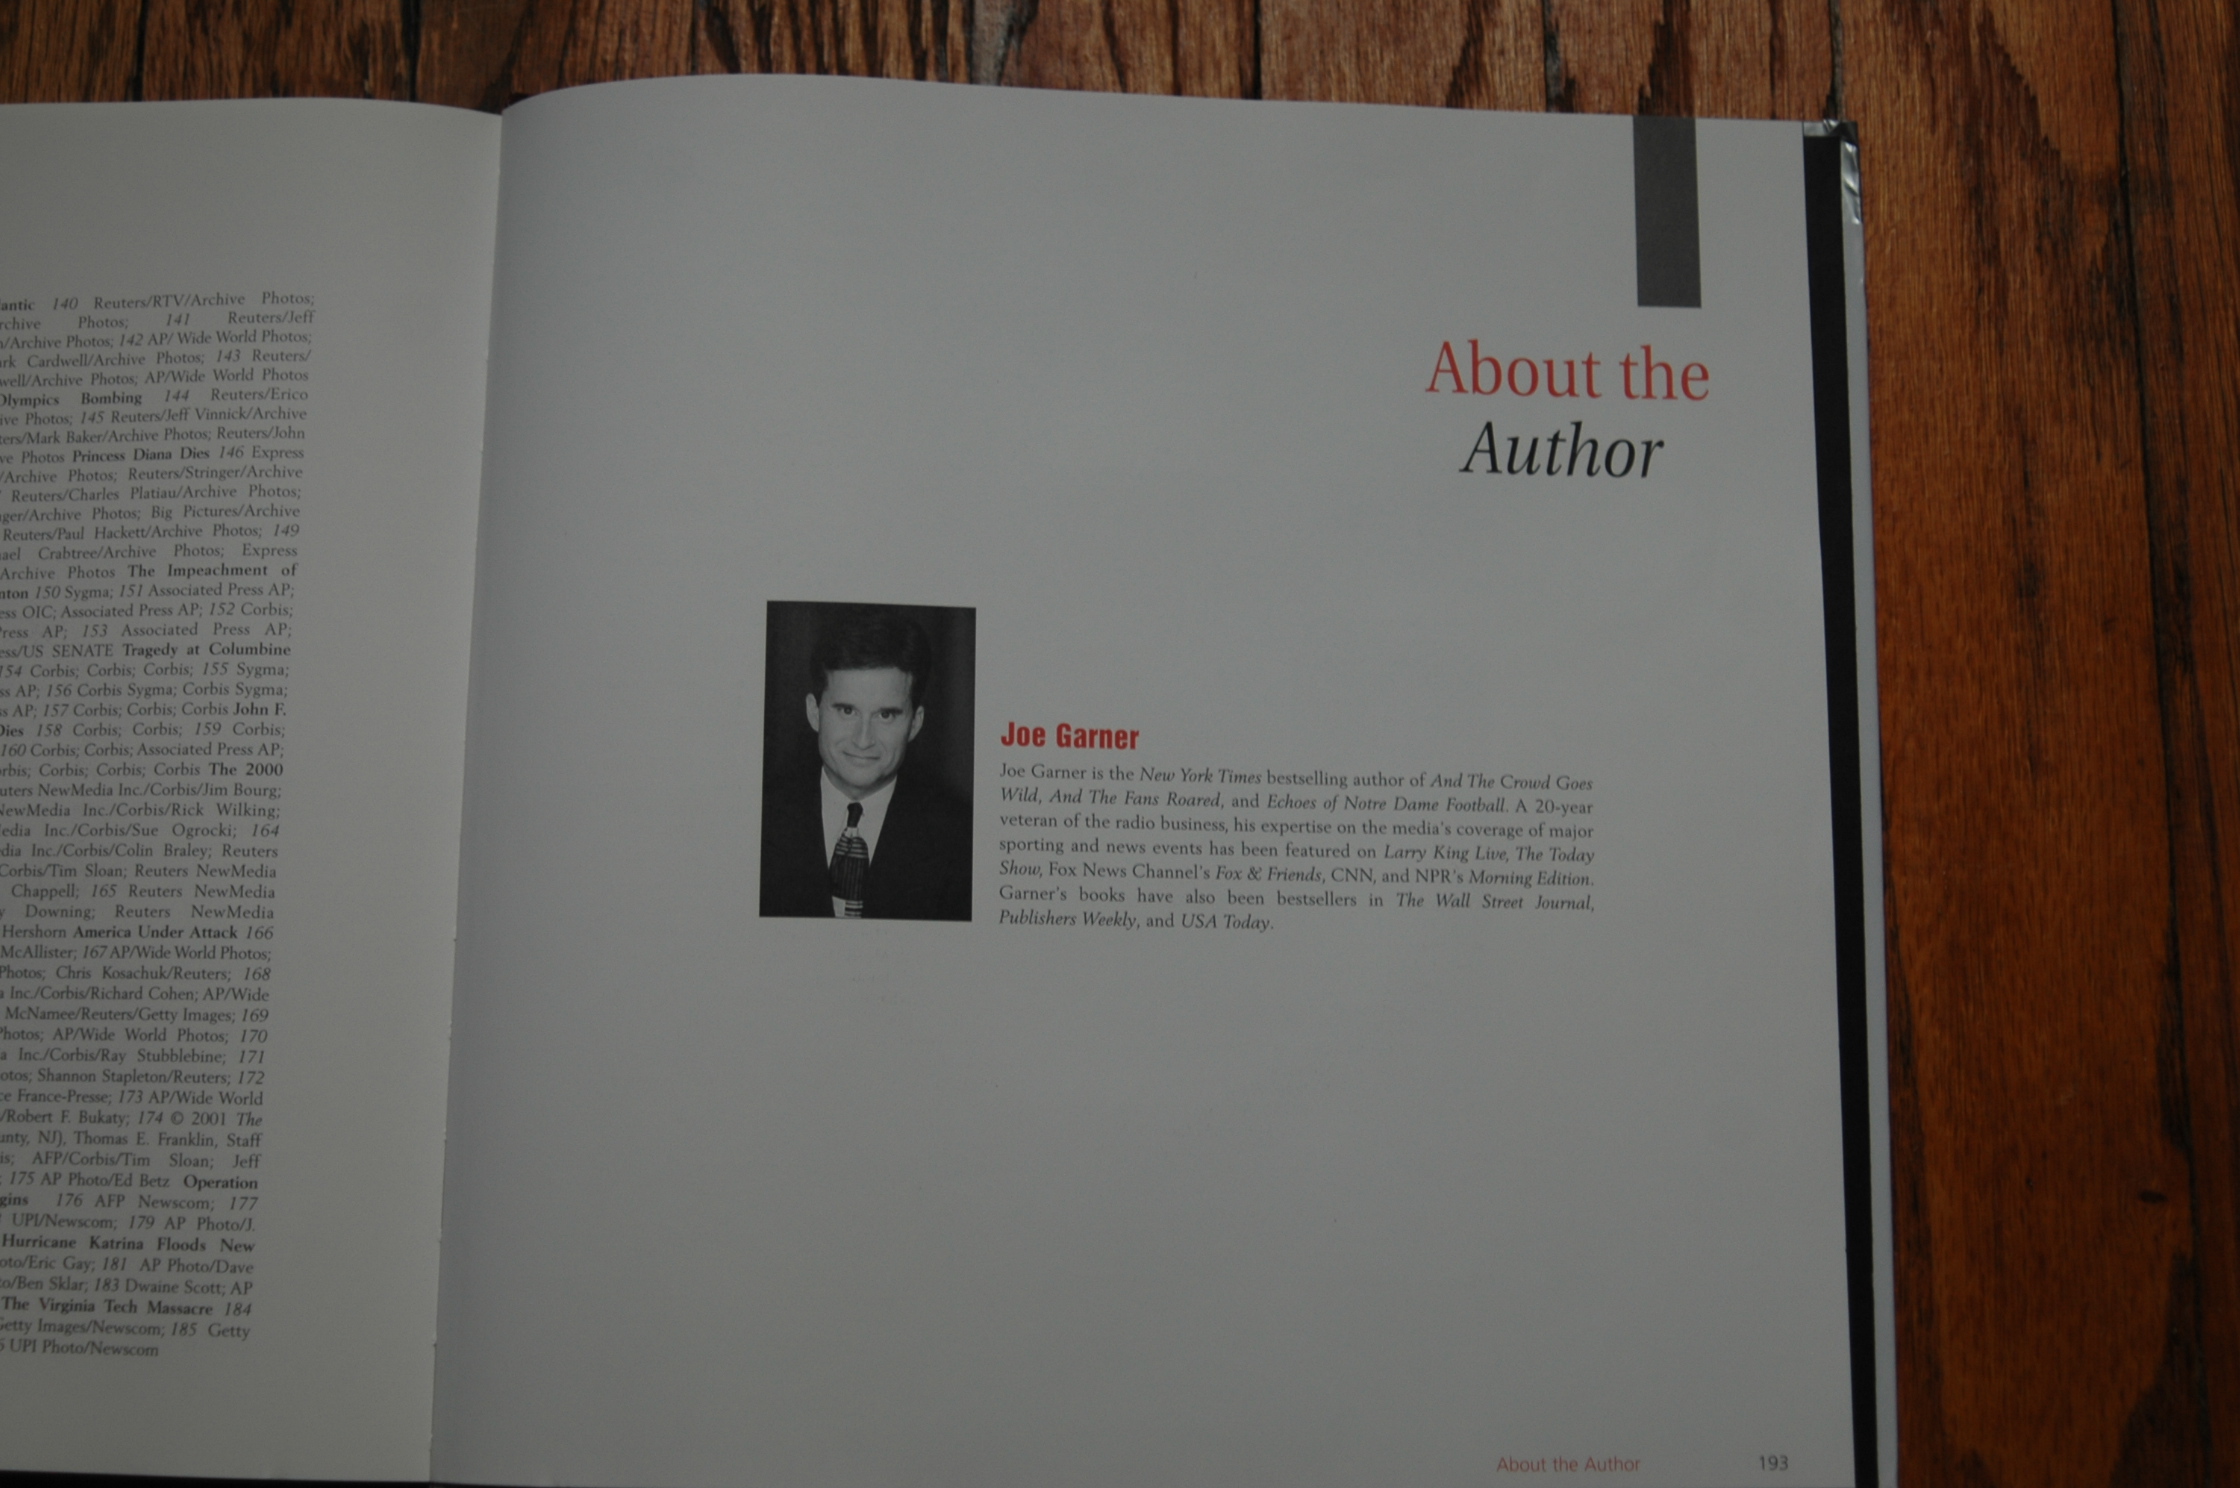 antic 140 Reuters/RTV/Archive Photos;
rchive Photos; 141 Reuters/Jeff
/Archive Photos; 142 AP/ Wide World Photos;
ark Cardwell/Archive Photos; 143 Reuters/
well/Archive Photos; AP/Wide World Photos
Olympics Bombing 144 Reuters/Erico
ive Photos; 145 Reuters/Jeff Vinnick/Archive
ters/Mark Baker/Archive Photos; Reuters/John
ve Photos Princess Diana Dies 146 Express
/Archive Photos; Reuters/Stringer/Archive
Reuters/Charles Platiau/Archive Photos;
ger/Archive Photos; Big Pictures/Archive
Reuters/Paul Hackett/Archive Photos; 149
ael Crabtree/Archive Photos; Express
Archive Photos The Impeachment of
nton 150 Sygma; 151 Associated Press AP;
ess OIC; Associated Press AP; 152 Corbis;
Press AP; 153 Associated Press AP;
ess/US SENATE Tragedy at Columbine
154 Corbis; Corbis; Corbis; 155 Sygma;
ss AP; 156 Corbis Sygma; Corbis Sygma;
s AP; 157 Corbis; Corbis; Corbis John F.
Dies 158 Corbis; Corbis; 159 Corbis;
160 Corbis; Corbis; Associated Press AP;
orbis; Corbis; Corbis; Corbis The 2000
uters NewMedia Inc./Corbis/Jim Bourg;
NewMedia Inc./Corbis/Rick Wilking;
edia Inc./Corbis/Sue Ogrocki; 164
dia Inc./Corbis/Colin Braley; Reuters
Corbis/Tim Sloan; Reuters NewMedia
Chappell; 165 Reuters NewMedia
y Downing; Reuters NewMedia
Hershorn America Under Attack 166
McAllister; 167 AP/Wide World Photos;
Photos; Chris Kosachuk/Reuters; 168
a Inc./Corbis/Richard Cohen; AP/Wide
McNamee/Reuters/Getty Images; 169
Photos; AP/Wide World Photos; 170
a Inc./Corbis/Ray Stubblebine; 171
otos; Shannon Stapleton/Reuters; 172
ce France-Presse; 173 AP/Wide World
/Robert F. Bukaty; 174 © 2001 The
unty, NJ), Thomas E. Franklin, Staff
is; AFP/Corbis/Tim Sloan; Jeff
; 175 AP Photo/Ed Betz Operation
gins 176 AFP Newscom; 177
UPI/Newscom; 179 AP Photo/J.
Hurricane Katrina Floods New
oto/Eric Gay; 181 AP Photo/Dave
o/Ben Sklar; 183 Dwaine Scott; AP
The Virginia Tech Massacre 184
Getty Images/Newscom; 185 Getty
UPI Photo/Newscom
About the
Author
Joe Garner
Joe Garner is the New York Times bestselling author of And The Crowd Goes
Wild, And The Fans Roared, and Echoes of Notre Dame Football. A 20-year
veteran of the radio business, his expertise on the media's coverage of major
sporting and news events has been featured on Larry King Live, The Today
Show, Fox News Channel's Fox & Friends, CNN, and NPR's Morning Edition.
Garner's books have also been bestsellers in The Wall Street Journal,
Publishers Weekly, and USA Today.
About the Author 193